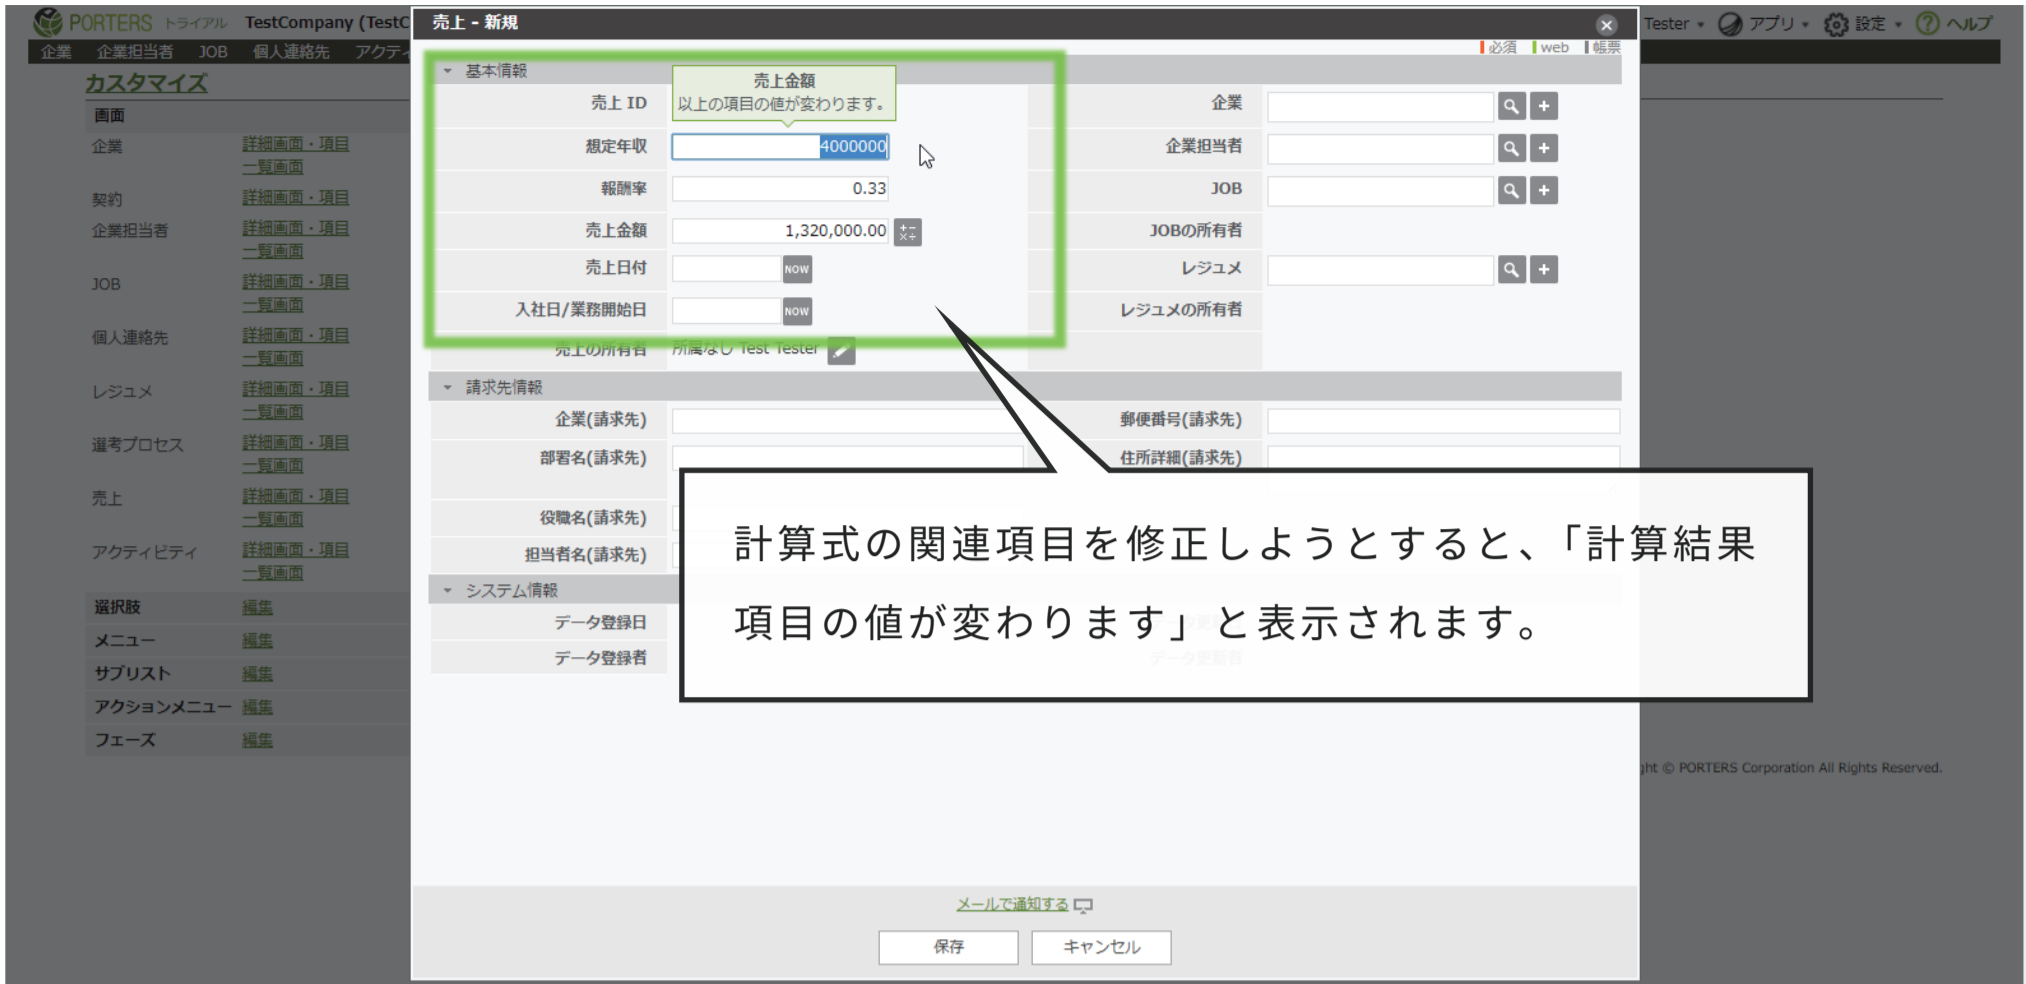 PORTERS トライアル TestCompany (TestC
Tester アプリ 設定 ヘルプ
企業 企業担当者 JOB 個人連絡先 アクティ
カスタマイズ
画面
企業 詳細画面・項目
一覧画面
契約 詳細画面・項目
企業担当者 詳細画面・項目
一覧画面
JOB 詳細画面・項目
一覧画面
個人連絡先 詳細画面・項目
一覧画面
レジュメ 詳細画面・項目
一覧画面
選考プロセス 詳細画面・項目
一覧画面
売上 詳細画面・項目
一覧画面
アクティビティ 詳細画面・項目
一覧画面
選択肢 編集
メニュー 編集
サブリスト 編集
アクションメニュー 編集
フェーズ 編集
売上 - 新規
必須 web 帳票
基本情報
売上金額
以上の項目の値が変わります。
売上 ID
想定年収 4000000
報酬率 0.33
売上金額 1,320,000.00
売上日付 NOW
入社日/業務開始日 NOW
売上の所有者 所属なし Test Tester
企業
企業担当者
JOB
JOBの所有者
レジュメ
レジュメの所有者
請求先情報
企業(請求先)
部署名(請求先)
役職名(請求先)
担当者名(請求先)
郵便番号(請求先)
住所詳細(請求先)
システム情報
データ登録日
データ登録者
データ更新者
計算式の関連項目を修正しようとすると、「計算結果
項目の値が変わります」と表示されます。
メールで通知する
保存 キャンセル
ght © PORTERS Corporation All Rights Reserved.